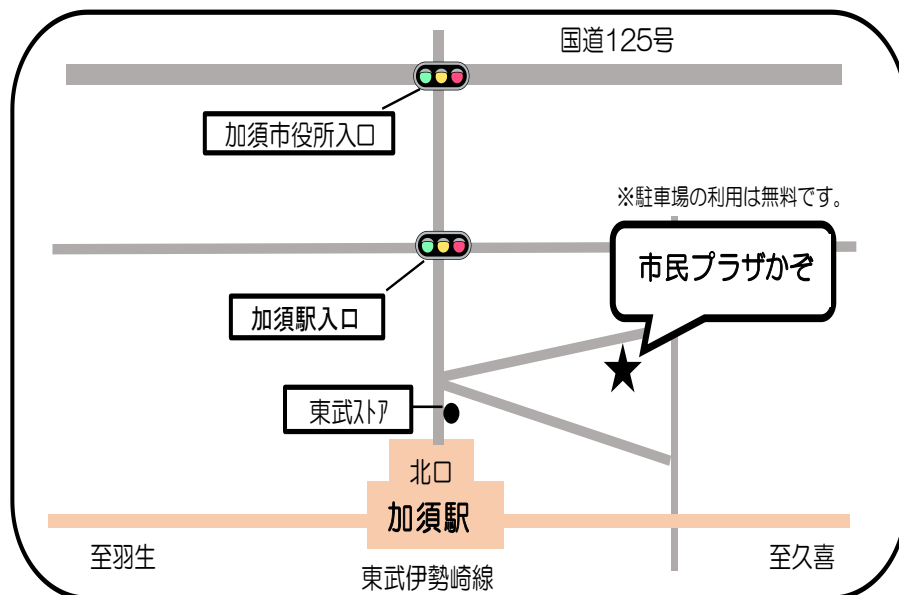 国道125号
加須市役所入口
※駐車場の利用は無料です。
市民プラザかぞ
加須駅入口
東武ｽﾄｱ
北口
加須駅
至羽生
至久喜
東武伊勢崎線